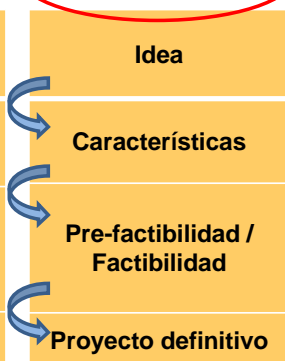 Idea
Características
Pre-factibilidad /
Factibilidad
Proyecto definitivo